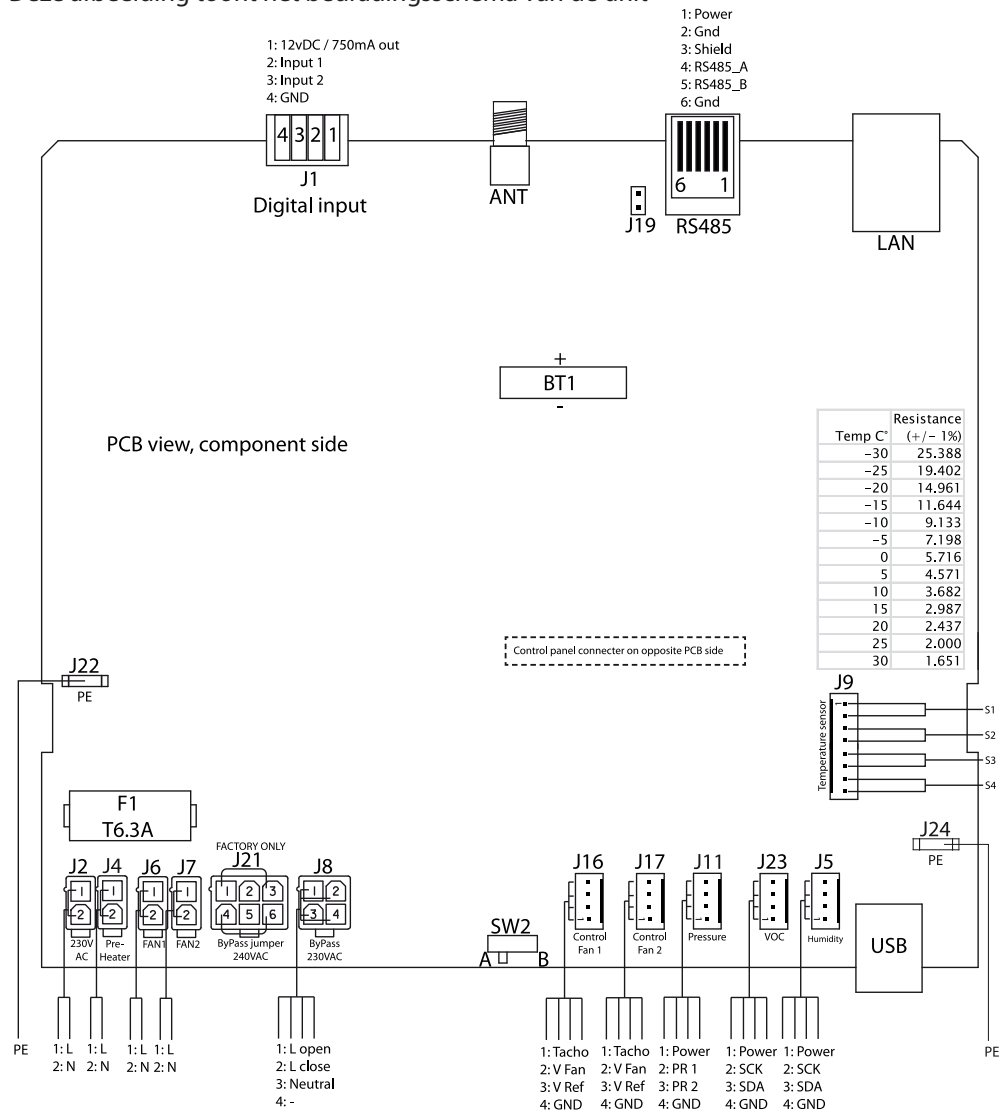 Deze afbeelding toont het bedradingsschema van de unit
1: 12vDC / 750mA out
2: Input 1
3: Input 2
4: GND
1: Power
2: Gnd
3: Shield
4: RS485_A
5: RS485_B
6: Gnd
4 3 2 1
J1
Digital input
ANT
J19
6 1
RS485
LAN
+
BT1
-
PCB view, component side
Temp C° Resistance (+/- 1%)
-30 25.388
-25 19.402
-20 14.961
-15 11.644
-10 9.133
-5 7.198
0 5.716
5 4.571
10 3.682
15 2.987
20 2.437
25 2.000
30 1.651
Control panel connecter on opposite PCB side
J22
PE
J9
1
Temperature sensor
S1
S2
S3
S4
J24
PE
F1
T6.3A
J2
1
2
230V
AC
J4
1
2
Pre-
Heater
J6
1
2
FAN1
J7
1
2
FAN2
FACTORY ONLY
J21
1 2 3
4 5 6
ByPass jumper
240VAC
J8
1 2
3 4
ByPass
230VAC
SW2
A B
J16
1
Control
Fan 1
J17
1
Control
Fan 2
J11
1
Pressure
J23
1
VOC
J5
1
Humidity
USB
PE
1: L
2: N
1: L
2: N
1: L
2: N
1: L
2: N
1: L open
2: L close
3: Neutral
4: -
1: Tacho
2: V Fan
3: V Ref
4: GND
1: Tacho
2: V Fan
3: V Ref
4: GND
1: Power
2: PR 1
3: PR 2
4: GND
1: Power
2: SCK
3: SDA
4: GND
1: Power
2: SCK
3: SDA
4: GND
PE